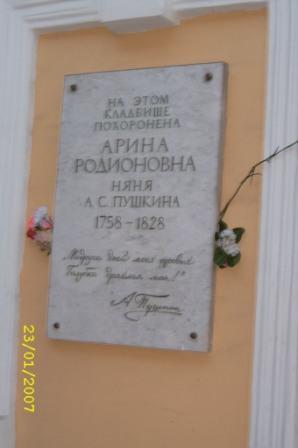 НА ЭТОМ
КЛАДБИЩЕ
ПОХОРОНЕНА
АРИНА
РОДИОНОВНА
НЯНЯ
А.С. ПУШКИНА
1758 – 1828
дней моих суровых
Голубка дряхлая моя!"
А Пушкин
23/01/2007